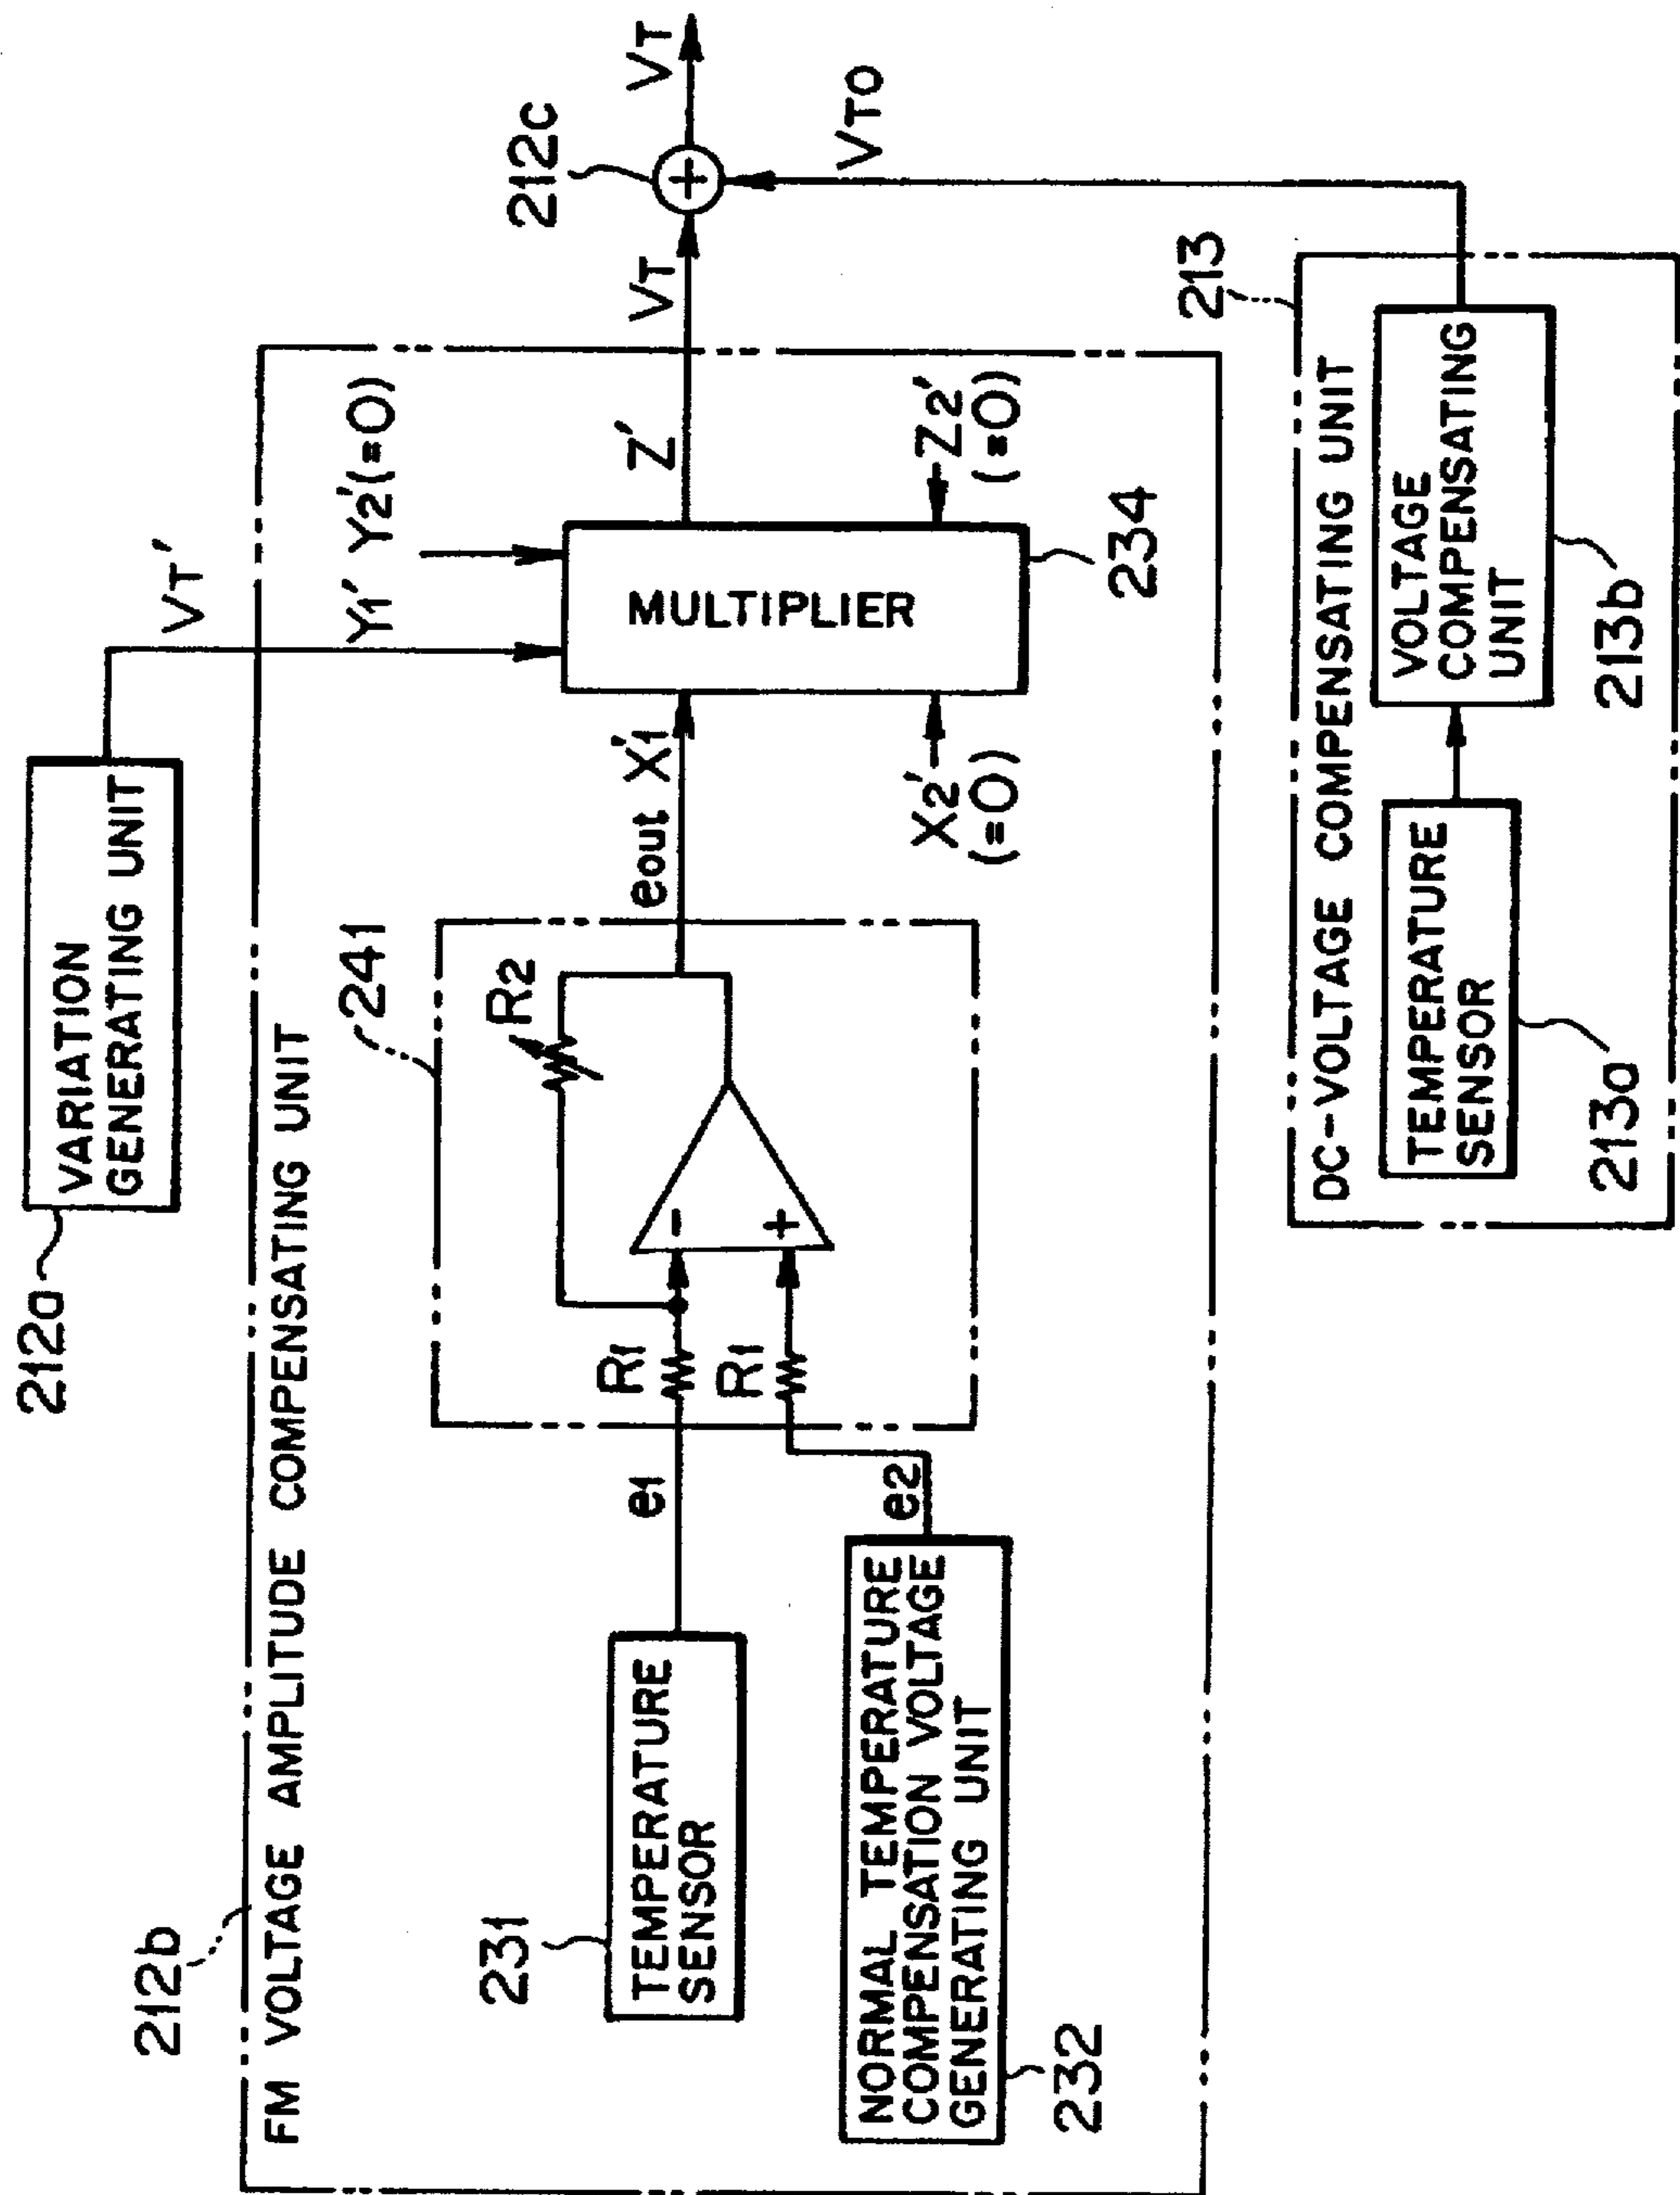 212a
VARIATION
GENERATING UNIT
VT'
212b
FM VOLTAGE AMPLITUDE COMPENSATING UNIT
241
R2
Y1'
Y2'(=0)
231
TEMPERATURE
SENSOR
e1
R1
-
eout
X'1
MULTIPLIER
Z'
VT
212c
+
VT
R1
+
232
NORMAL TEMPERATURE
COMPENSATION VOLTAGE
GENERATING UNIT
e2
X2'
(=0)
Z2'
(=0)
234
VTO
213
DC-VOLTAGE COMPENSATING UNIT
TEMPERATURE
SENSOR
213a
VOLTAGE
COMPENSATING
UNIT
213b